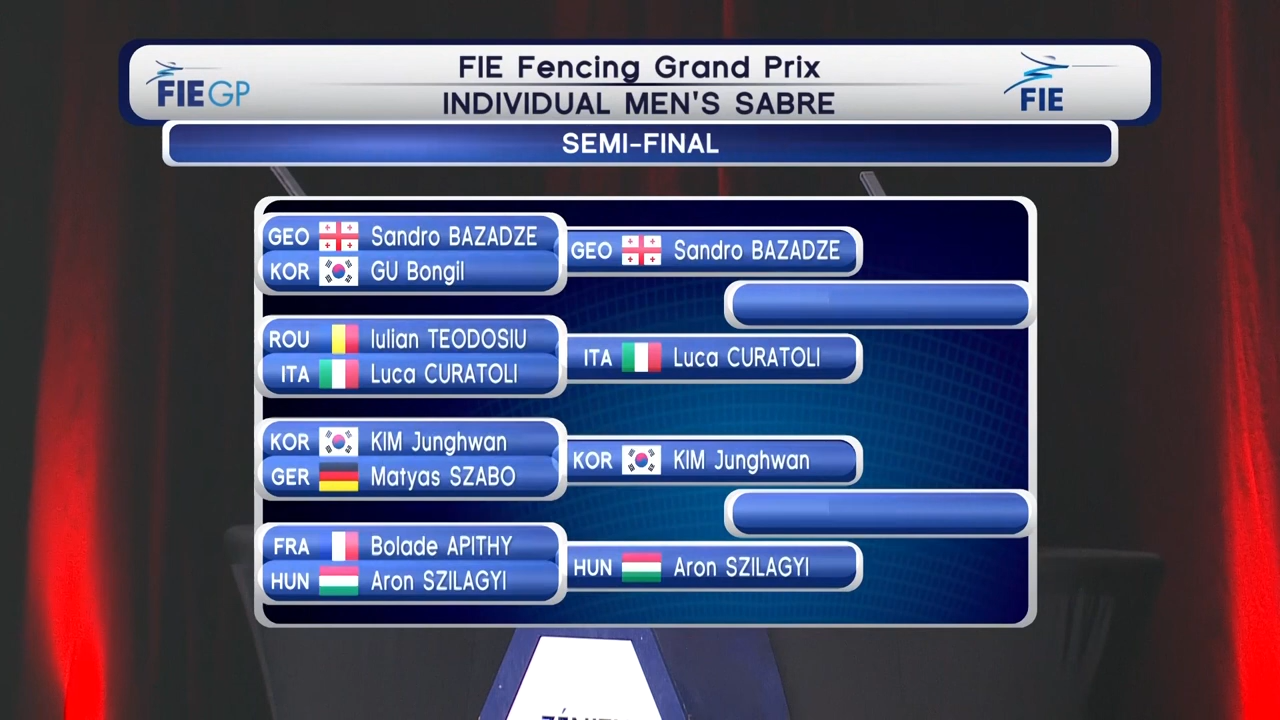 FIE GP
FIE Fencing Grand Prix
INDIVIDUAL MEN'S SABRE
FIE
SEMI-FINAL
GEO Sandro BAZADZE
KOR GU Bongil
GEO Sandro BAZADZE
ROU Iulian TEODOSIU
ITA Luca CURATOLI
ITA Luca CURATOLI
KOR KIM Junghwan
GER Matyas SZABO
KOR KIM Junghwan
FRA Bolade APITHY
HUN Aron SZILAGYI
HUN Aron SZILAGYI